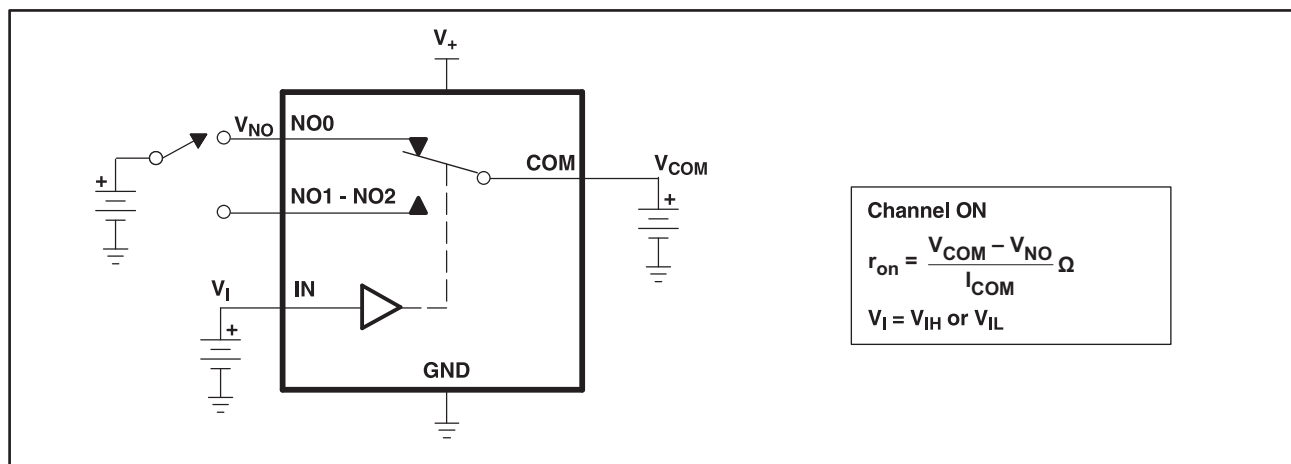 V+
VNO NO0
COM VCOM
+
NO1 - NO2
+
VI IN
+
GND
Channel ON
ron = VCOM – VNO / ICOM Ω
VI = VIH or VIL